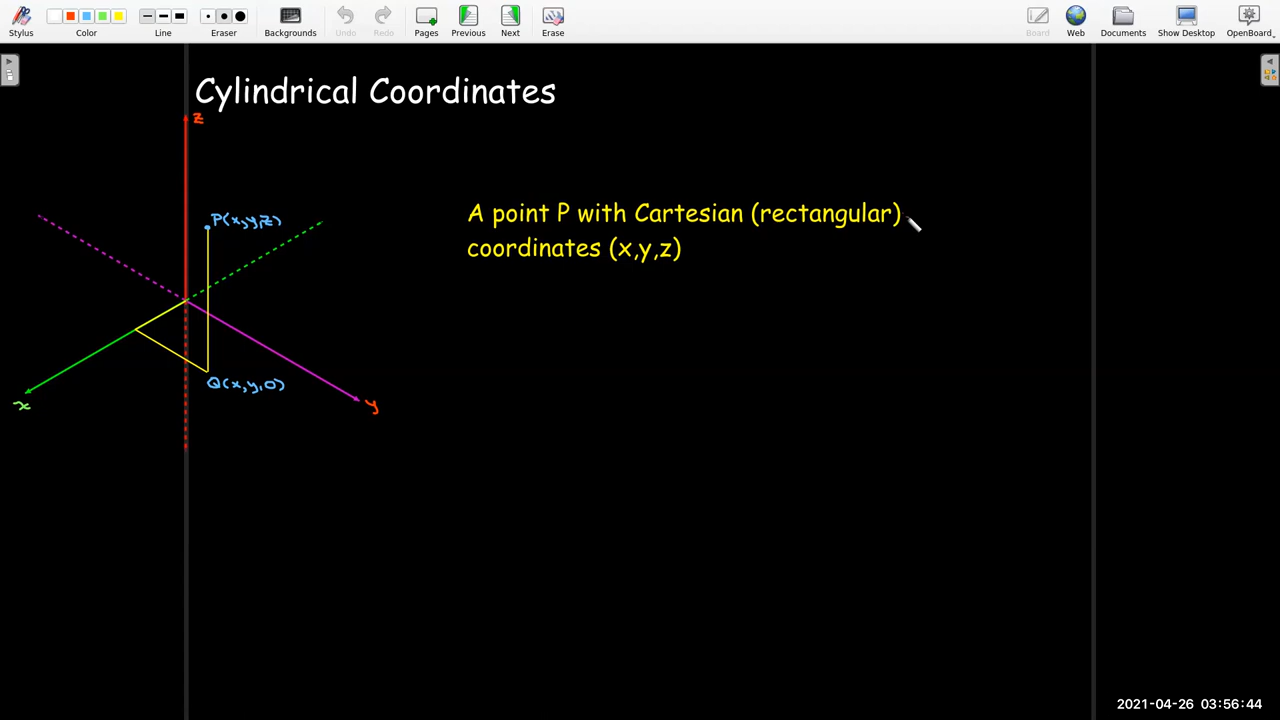 Stylus Color Line Eraser Backgrounds Undo Redo Pages Previous Next Erase Board Web Documents Show Desktop OpenBoard
Cylindrical Coordinates
z
P(x,y,z)
A point P with Cartesian (rectangular)
coordinates (x,y,z)
Q(x,y,0)
x
y
2021-04-26 03:56:44